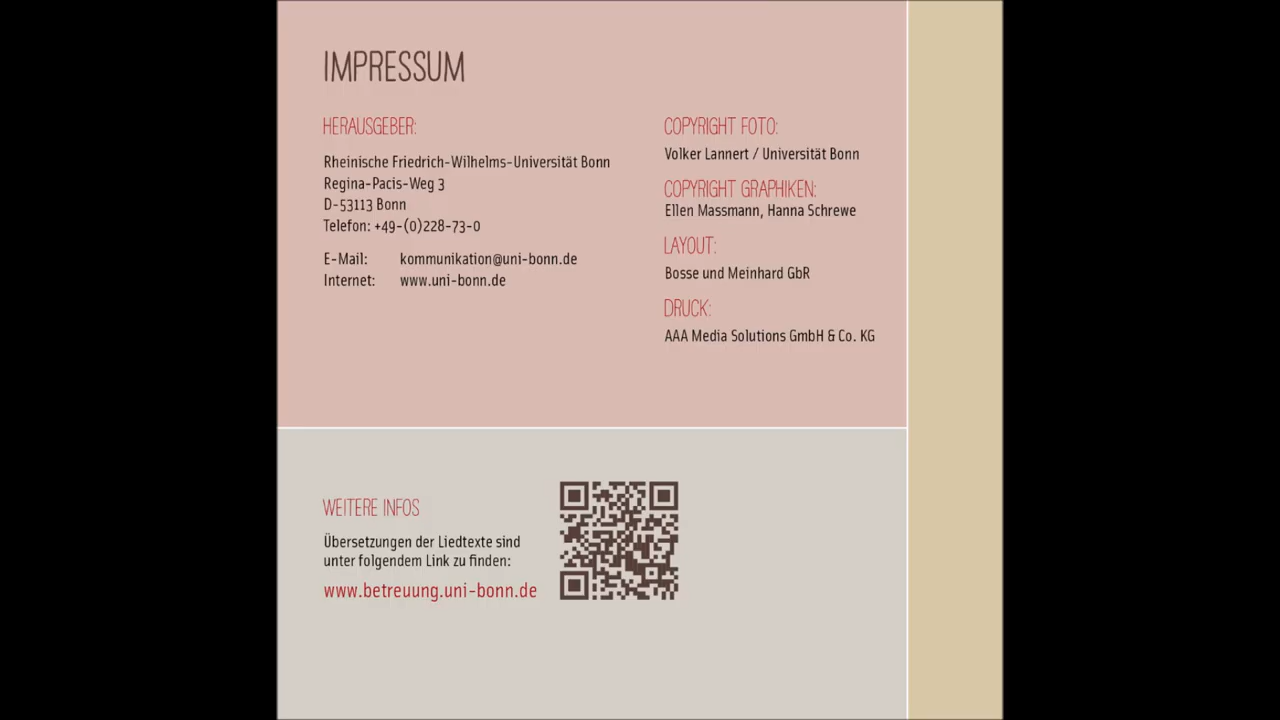 IMPRESSUM
HERAUSGEBER:
Rheinische Friedrich-Wilhelms-Universität Bonn
Regina-Pacis-Weg 3
D-53113 Bonn
Telefon: +49-(0)228-73-0
E-Mail: kommunikation@uni-bonn.de
Internet: www.uni-bonn.de
COPYRIGHT FOTO:
Volker Lannert / Universität Bonn
COPYRIGHT GRAPHIKEN:
Ellen Massmann, Hanna Schrewe
LAYOUT:
Bosse und Meinhard GbR
DRUCK:
AAA Media Solutions GmbH & Co. KG
WEITERE INFOS
Übersetzungen der Liedtexte sind
unter folgendem Link zu finden:
www.betreuung.uni-bonn.de